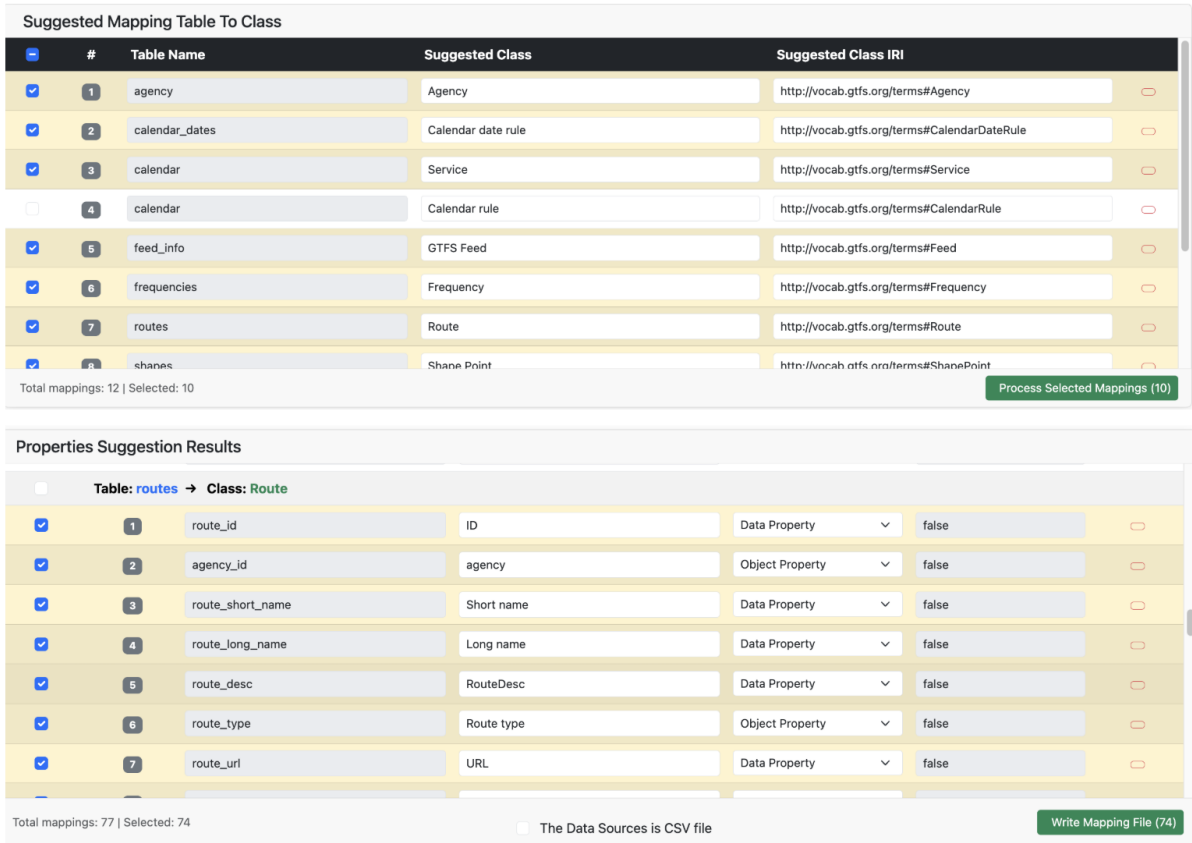 Suggested Mapping Table To Class
# Table Name Suggested Class Suggested Class IRI
1 agency Agency http://vocab.gtfs.org/terms#Agency
2 calendar_dates Calendar date rule http://vocab.gtfs.org/terms#CalendarDateRule
3 calendar Service http://vocab.gtfs.org/terms#Service
4 calendar Calendar rule http://vocab.gtfs.org/terms#CalendarRule
5 feed_info GTFS Feed http://vocab.gtfs.org/terms#Feed
6 frequencies Frequency http://vocab.gtfs.org/terms#Frequency
7 routes Route http://vocab.gtfs.org/terms#Route
8 shapes Shape Point http://vocab.gtfs.org/terms#ShapePoint
Total mappings: 12 | Selected: 10 Process Selected Mappings (10)
Properties Suggestion Results
Table: routes → Class: Route
1 route_id ID Data Property false
2 agency_id agency Object Property false
3 route_short_name Short name Data Property false
4 route_long_name Long name Data Property false
5 route_desc RouteDesc Data Property false
6 route_type Route type Object Property false
7 route_url URL Data Property false
Total mappings: 77 | Selected: 74 The Data Sources is CSV file Write Mapping File (74)